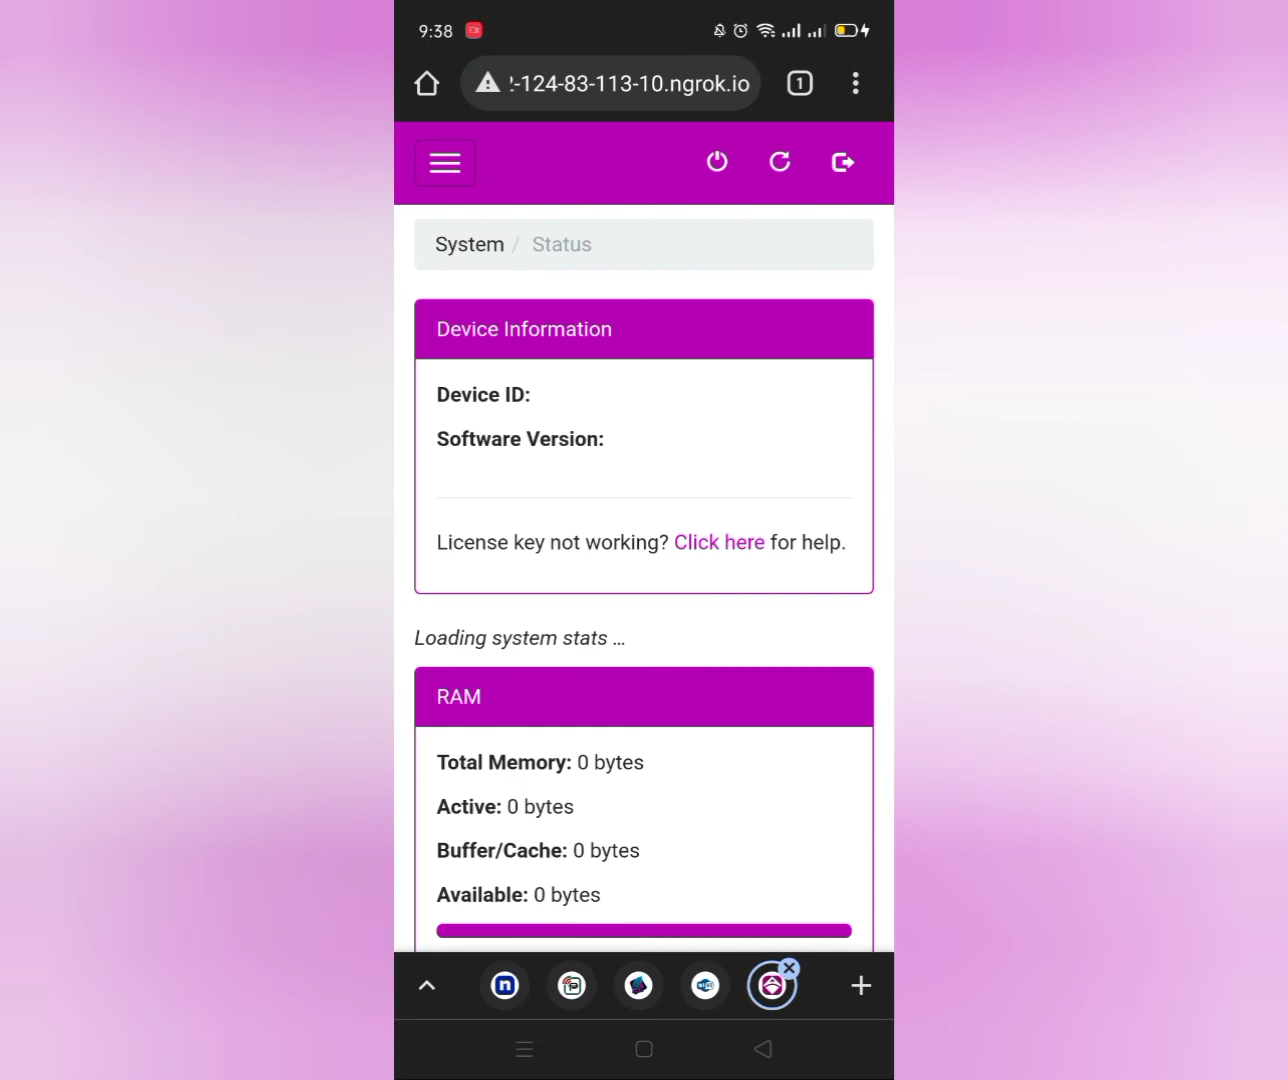 9:38
2-124-83-113-10.ngrok.io
1
System / Status
Device Information
Device ID:
Software Version:
License key not working? Click here for help.
Loading system stats ...
RAM
Total Memory: 0 bytes
Active: 0 bytes
Buffer/Cache: 0 bytes
Available: 0 bytes
n